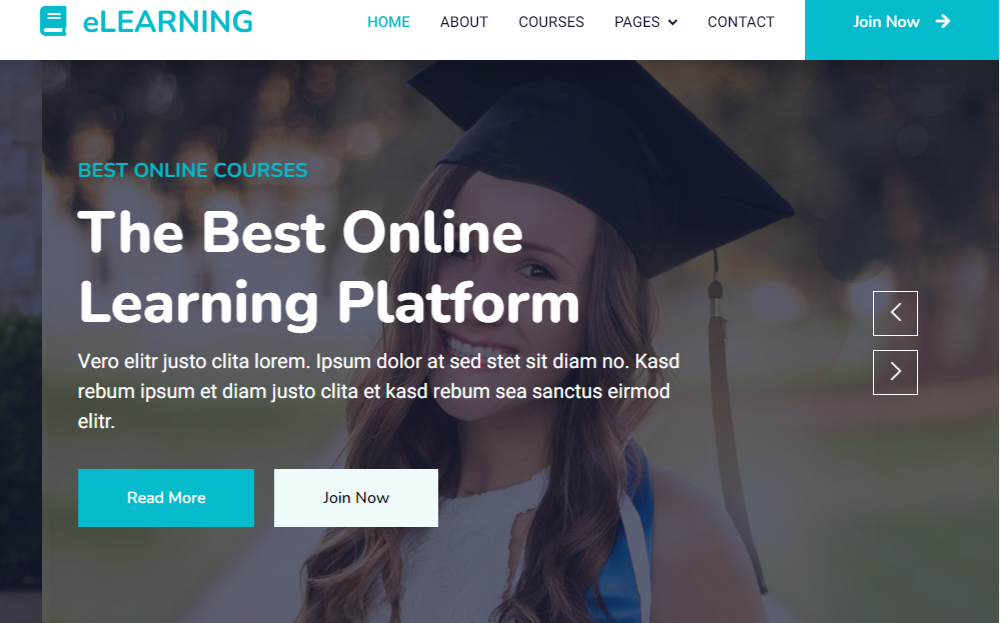 eLEARNING
HOME ABOUT COURSES PAGES CONTACT Join Now
BEST ONLINE COURSES
The Best Online
Learning Platform
Vero elitr justo clita lorem. Ipsum dolor at sed stet sit diam no. Kasd
rebum ipsum et diam justo clita et kasd rebum sea sanctus eirmod
elitr.
Read More Join Now